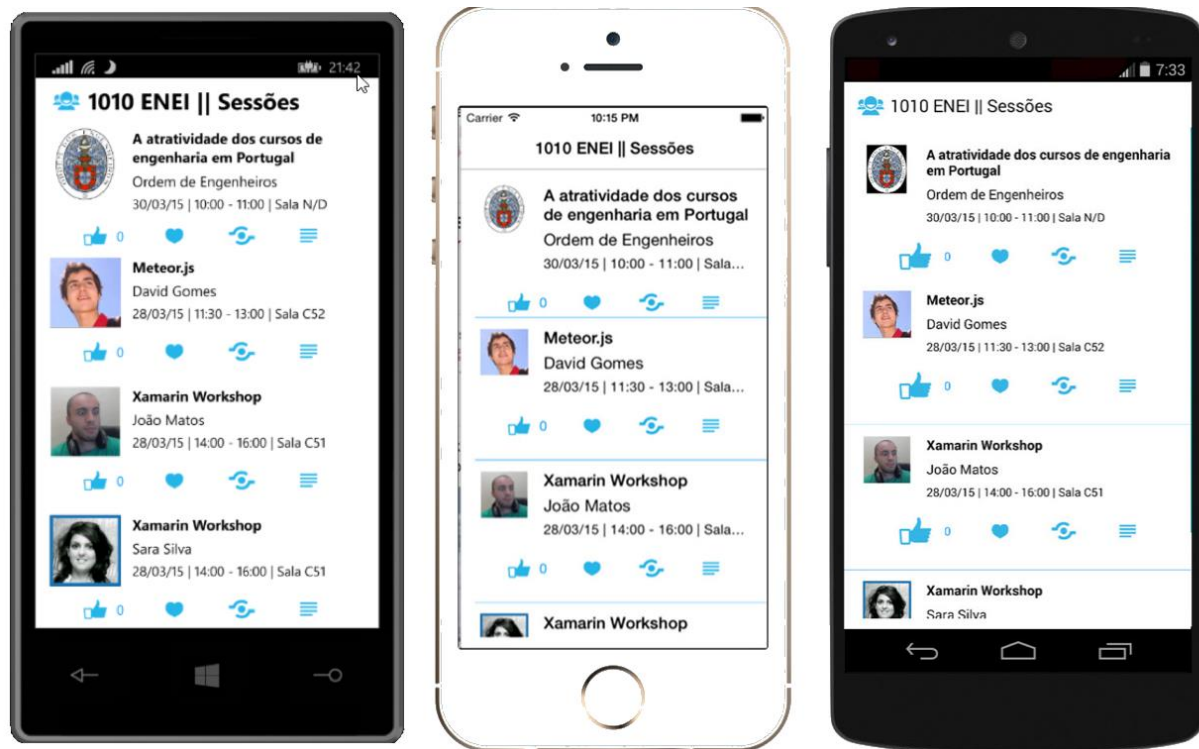 21:42
1010 ENEI || Sessões
A atratividade dos cursos de
engenharia em Portugal
Ordem de Engenheiros
30/03/15 | 10:00 - 11:00 | Sala N/D
0
Meteor.js
David Gomes
28/03/15 | 11:30 - 13:00 | Sala C52
0
Xamarin Workshop
João Matos
28/03/15 | 14:00 - 16:00 | Sala C51
0
Xamarin Workshop
Sara Silva
28/03/15 | 14:00 - 16:00 | Sala C51
0
Carrier 10:15 PM
1010 ENEI || Sessões
A atratividade dos cursos
de engenharia em Portugal
Ordem de Engenheiros
30/03/15 | 10:00 - 11:00 | Sala...
0
Meteor.js
David Gomes
28/03/15 | 11:30 - 13:00 | Sala...
0
Xamarin Workshop
João Matos
28/03/15 | 14:00 - 16:00 | Sala...
0
Xamarin Workshop
7:33
1010 ENEI || Sessões
A atratividade dos cursos de engenharia
em Portugal
Ordem de Engenheiros
30/03/15 | 10:00 - 11:00 | Sala N/D
0
Meteor.js
David Gomes
28/03/15 | 11:30 - 13:00 | Sala C52
0
Xamarin Workshop
João Matos
28/03/15 | 14:00 - 16:00 | Sala C51
0
Xamarin Workshop
Sara Silva